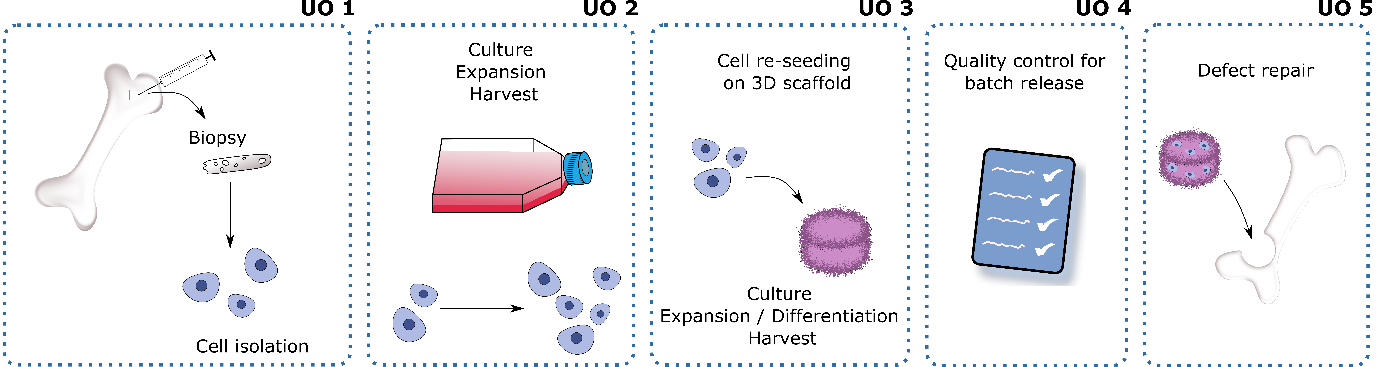 UO 1
Biopsy
Cell isolation
UO 2
Culture
Expansion
Harvest
UO 3
Cell re-seeding
on 3D scaffold
Culture
Expansion / Differentiation
Harvest
UO 4
Quality control for
batch release
UO 5
Defect repair